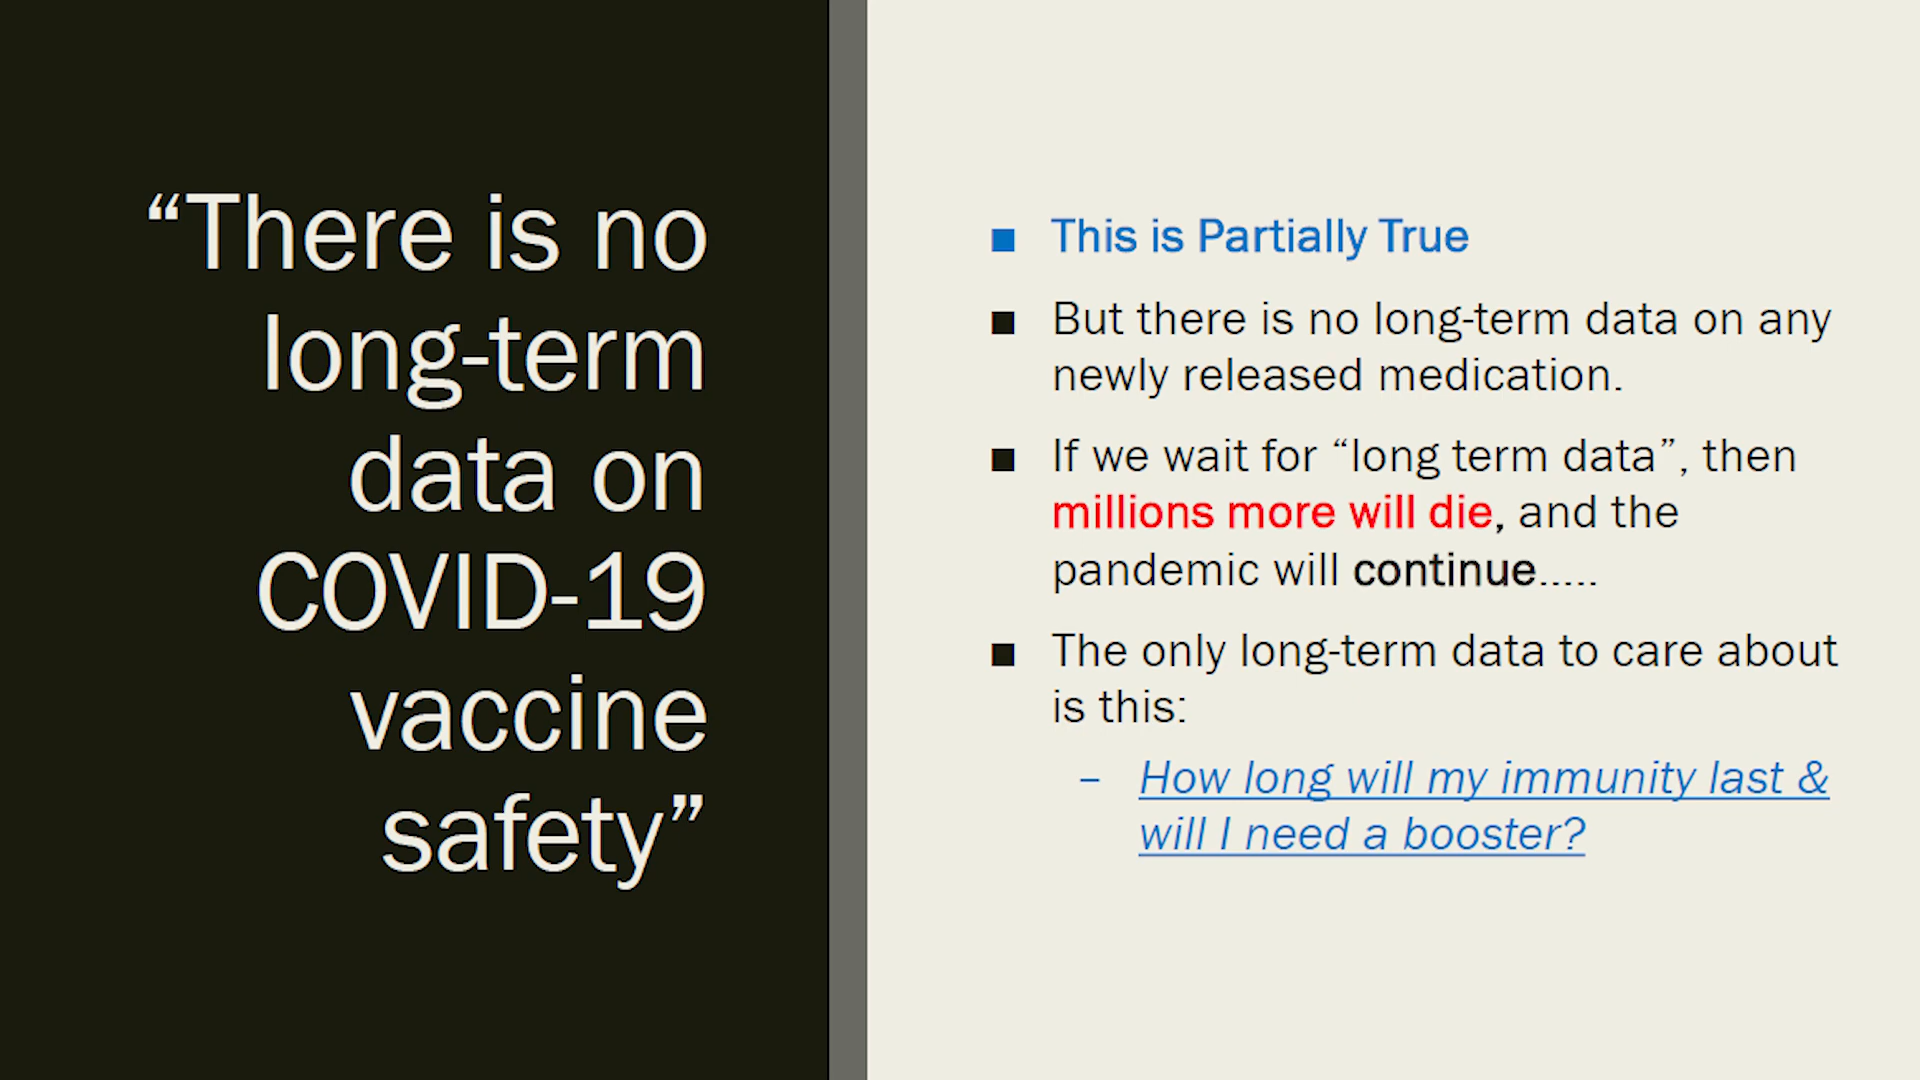 “There is no
long-term
data on
COVID-19
vaccine
safety”
■ This is Partially True
■ But there is no long-term data on any
newly released medication.
■ If we wait for “long term data”, then
millions more will die, and the
pandemic will continue.....
■ The only long-term data to care about
is this:
– How long will my immunity last &
will I need a booster?